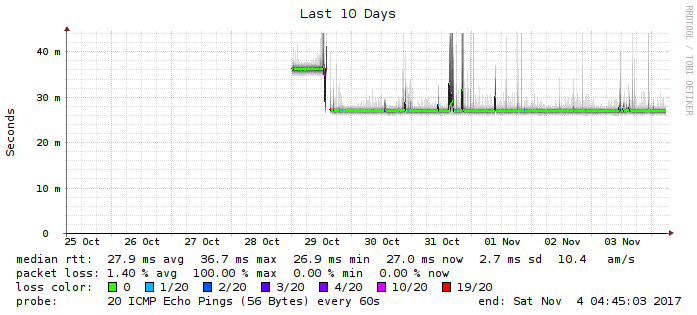 Last 10 Days
RRDTOOL / TOBI OETIKER
Seconds
40 m
30 m
20 m
10 m
0
25 Oct 26 Oct 27 Oct 28 Oct 29 Oct 30 Oct 31 Oct 01 Nov 02 Nov 03 Nov
median rtt: 27.9 ms avg 36.7 ms max 26.9 ms min 27.0 ms now 2.7 ms sd 10.4 am/s
packet loss: 1.40 % avg 100.00 % max 0.00 % min 0.00 % now
loss color: 0 1/20 2/20 3/20 4/20 10/20 19/20
probe: 20 ICMP Echo Pings (56 Bytes) every 60s end: Sat Nov 4 04:45:03 2017